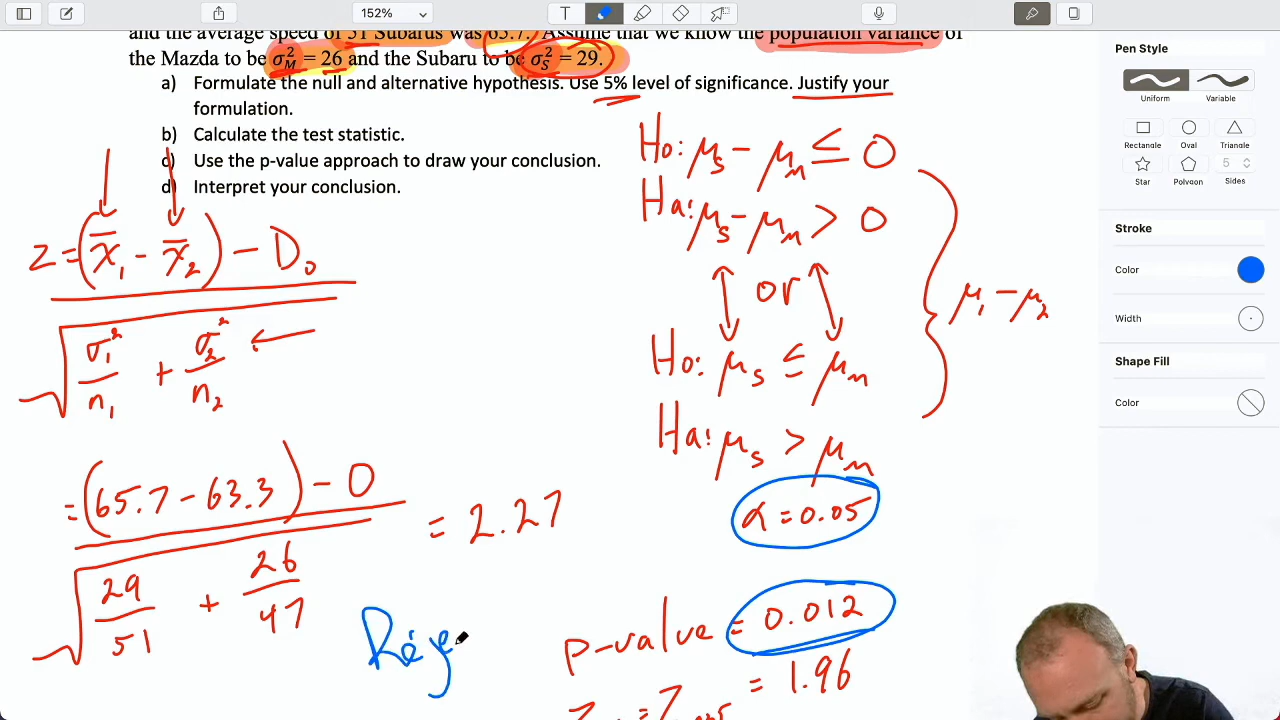 152%
T
and the average speed of 51 Subarus was 65.7. Assume that we know the population variance of
the Mazda to be σ²_M = 26 and the Subaru to be σ²_S = 29.
a) Formulate the null and alternative hypothesis. Use 5% level of significance. Justify your
formulation.
b) Calculate the test statistic.
c) Use the p-value approach to draw your conclusion.
d) Interpret your conclusion.
Ho: μs − μm ≤ 0
Ha: μs − μm > 0
or
Ho: μs ≤ μm
Ha: μs > μm
μ₁ − μ₂
z = (x̄₁ − x̄₂) − D₀
√ σ₁²/n₁ + σ₂²/n₂
= (65.7 − 63.3) − 0
√ 29/51 + 26/47
= 2.27
α = 0.05
p-value = 0.012
= 1.96
Reje
Pen Style
Uniform Variable
Rectangle Oval Triangle
5
Star Polygon Sides
Stroke
Color
Width
Shape Fill
Color